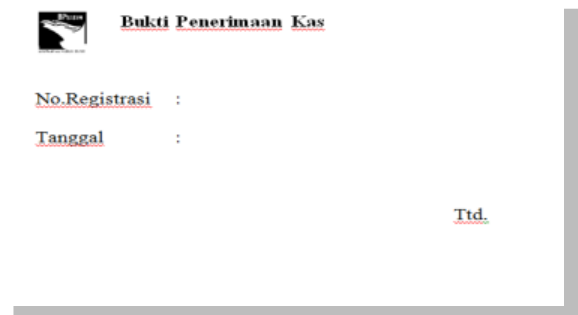 Bukti Penerimaan Kas
No.Registrasi :
Tanggal :
Ttd.